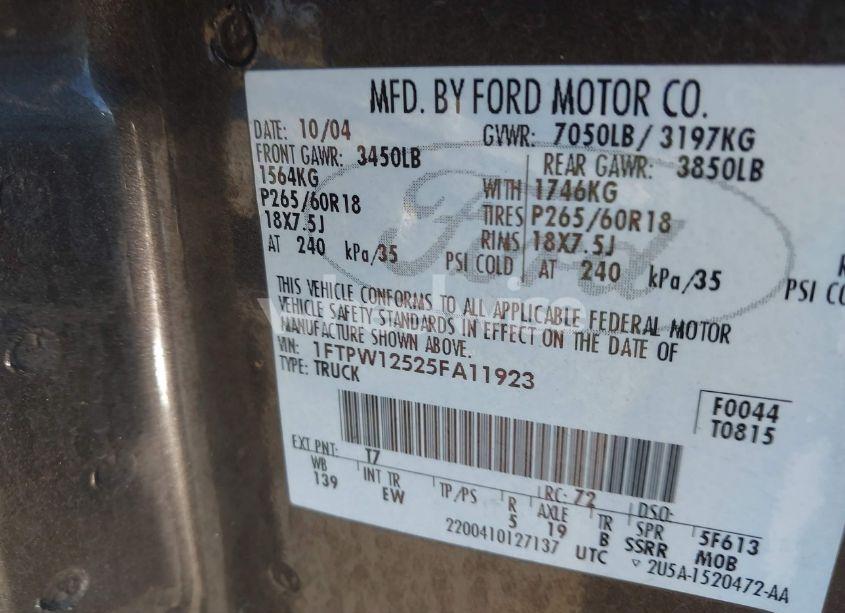 MFD. BY FORD MOTOR CO.
DATE: 10/04 GVWR: 7050LB / 3197KG
FRONT GAWR: 3450LB REAR GAWR: 3850LB
1564KG WITH 1746KG
P265/60R18 TIRES P265/60R18
18X7.5J RIMS 18X7.5J
AT 240 kPa/35 PSI COLD AT 240 kPa/35 PSI CO
Ford
THIS VEHICLE CONFORMS TO ALL APPLICABLE FEDERAL MOTOR
VEHICLE SAFETY STANDARDS IN EFFECT ON THE DATE OF
MANUFACTURE SHOWN ABOVE.
VIN: 1FTPW12525FA11923
TYPE: TRUCK
F0044
T0815
EXT PNT: T7 RC: 72 DSO:
WB INT TR TP/PS R AXLE TR SPR 5F613
139 EW 5 19 B SSRR MOB
2200410127137 UTC ▽ 2U5A-1520472-AA